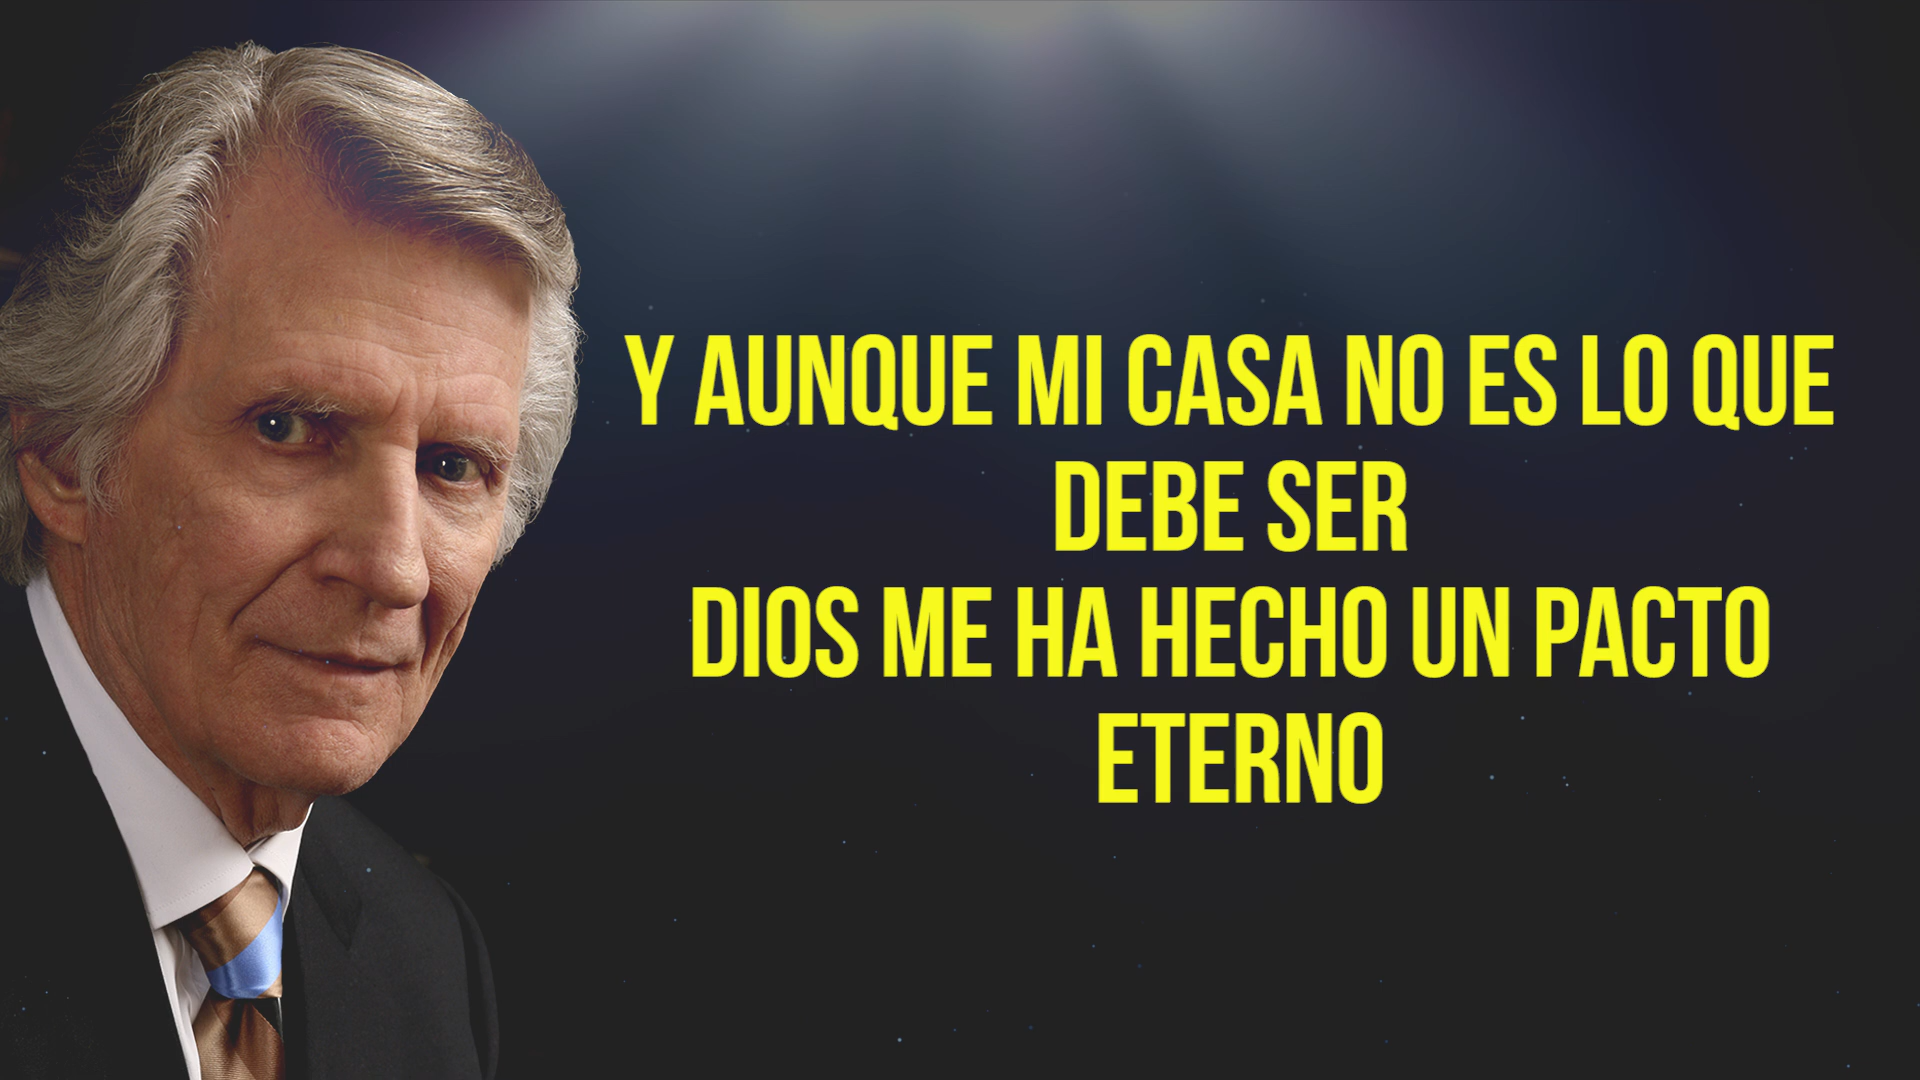 Y AUNQUE MI CASA NO ES LO QUE
DEBE SER
DIOS ME HA HECHO UN PACTO
ETERNO